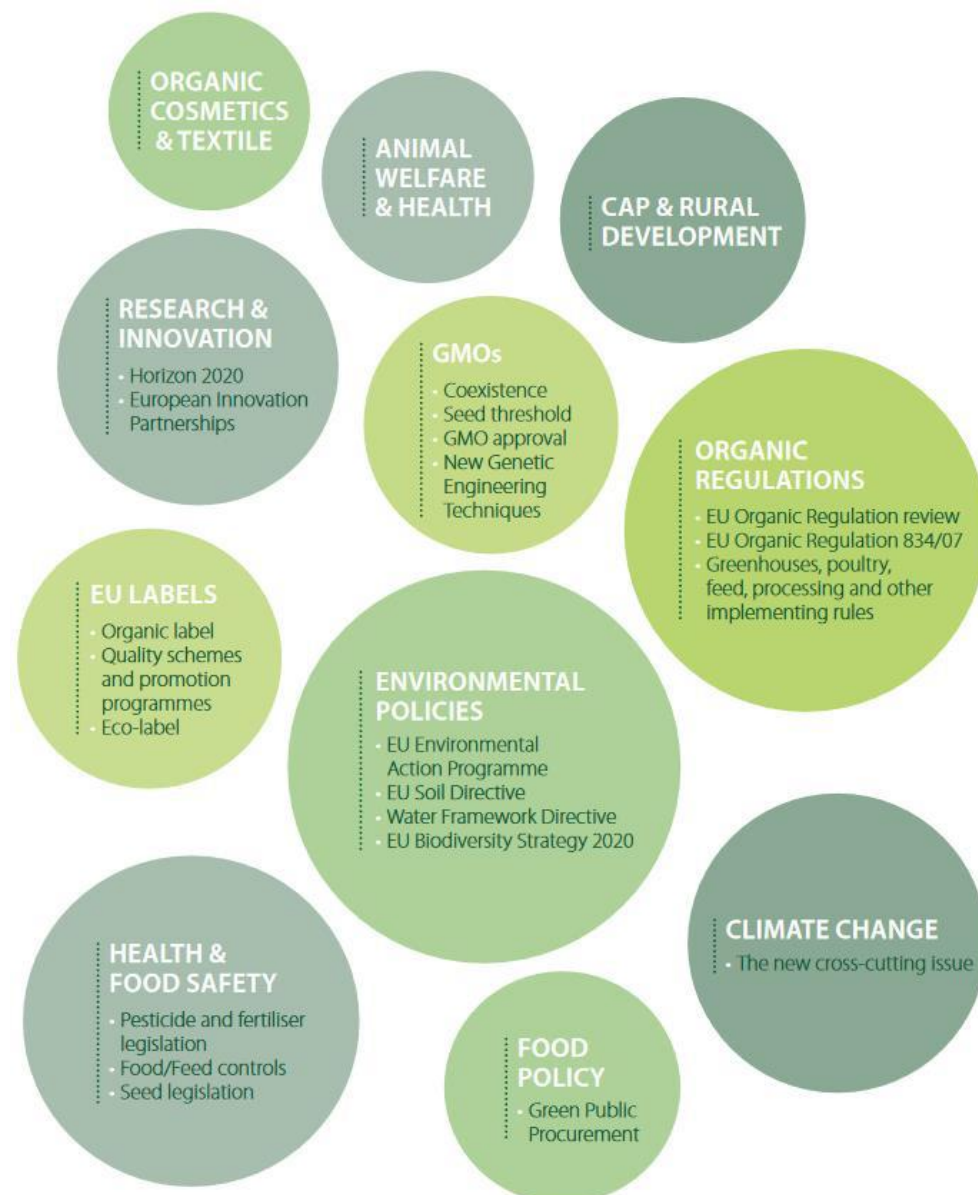 ORGANIC
COSMETICS
& TEXTILE
ANIMAL
WELFARE
& HEALTH
CAP & RURAL
DEVELOPMENT
RESEARCH &
INNOVATION
• Horizon 2020
• European Innovation
Partnerships
GMOs
• Coexistence
• Seed threshold
• GMO approval
• New Genetic
Engineering
Techniques
ORGANIC
REGULATIONS
• EU Organic Regulation review
• EU Organic Regulation 834/07
• Greenhouses, poultry,
feed, processing and other
implementing rules
EU LABELS
• Organic label
• Quality schemes
and promotion
programmes
• Eco-label
ENVIRONMENTAL
POLICIES
• EU Environmental
Action Programme
• EU Soil Directive
• Water Framework Directive
• EU Biodiversity Strategy 2020
HEALTH &
FOOD SAFETY
• Pesticide and fertiliser
legislation
• Food/Feed controls
• Seed legislation
CLIMATE CHANGE
• The new cross-cutting issue
FOOD
POLICY
• Green Public
Procurement